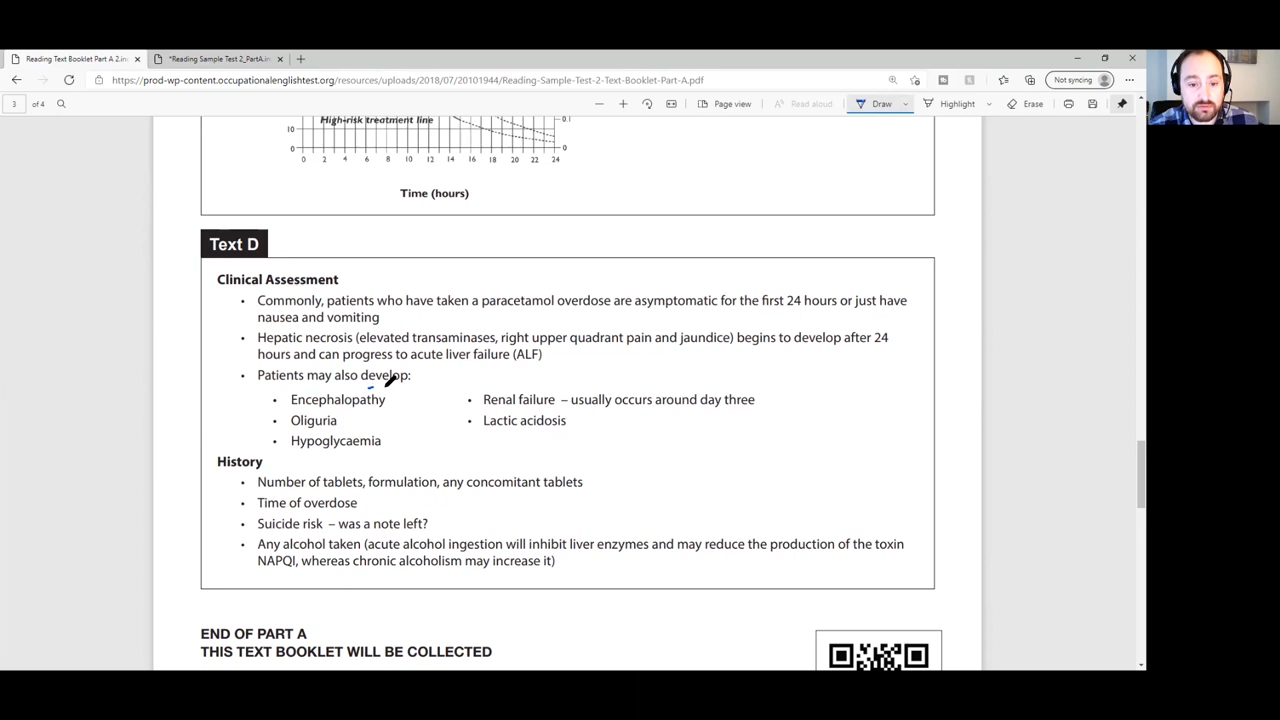 Reading Text Booklet Part A 2.in
*Reading Sample Test 2_PartA.in
https://prod-wp-content.occupationalenglishtest.org/resources/uploads/2018/07/20101944/Reading-Sample-Test-2-Text-Booklet-Part-A.pdf
Not syncing
3 of 4
Page view
Read aloud
Draw
Highlight
Erase
High-risk treatment line
10
0
0.1
0
0 2 4 6 8 10 12 14 16 18 20 22 24
Time (hours)
Text D
Clinical Assessment
• Commonly, patients who have taken a paracetamol overdose are asymptomatic for the first 24 hours or just have
nausea and vomiting
• Hepatic necrosis (elevated transaminases, right upper quadrant pain and jaundice) begins to develop after 24
hours and can progress to acute liver failure (ALF)
• Patients may also develop:
• Encephalopathy • Renal failure – usually occurs around day three
• Oliguria • Lactic acidosis
• Hypoglycaemia
History
• Number of tablets, formulation, any concomitant tablets
• Time of overdose
• Suicide risk – was a note left?
• Any alcohol taken (acute alcohol ingestion will inhibit liver enzymes and may reduce the production of the toxin
NAPQI, whereas chronic alcoholism may increase it)
END OF PART A
THIS TEXT BOOKLET WILL BE COLLECTED